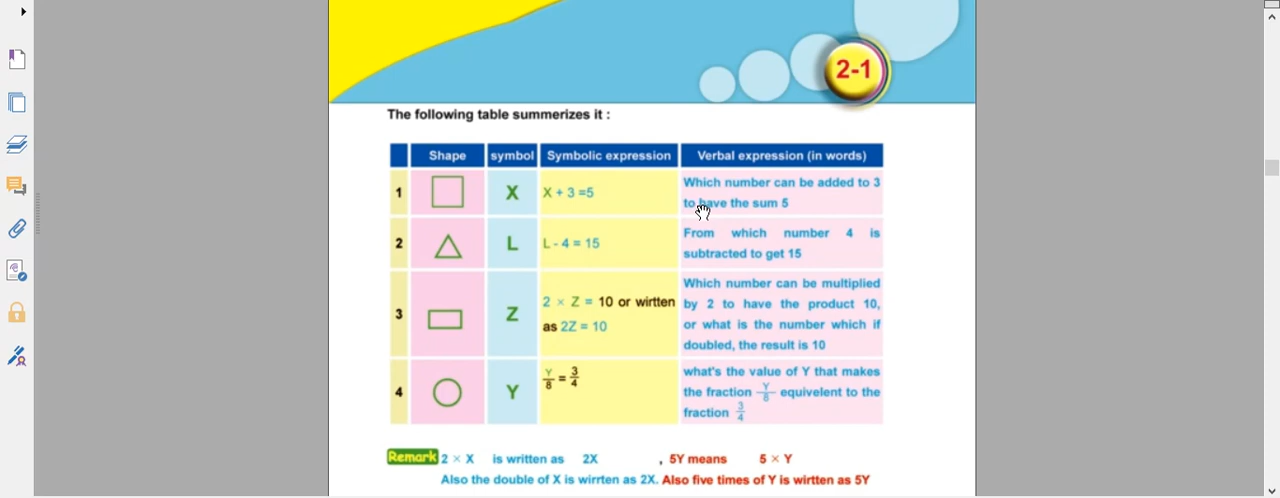 2-1
The following table summerizes it :
Shape symbol Symbolic expression Verbal expression (in words)
1 X X + 3 =5 Which number can be added to 3
to have the sum 5
2 L L - 4 = 15 From which number 4 is
subtracted to get 15
3 Z 2 × Z = 10 or wirtten
as 2Z = 10
Which number can be multiplied
by 2 to have the product 10,
or what is the number which if
doubled, the result is 10
4 Y Y/8 = 3/4 what's the value of Y that makes
the fraction Y/8 equivelent to the
fraction 3/4
Remark 2 × X is written as 2X , 5Y means 5 × Y
Also the double of X is wirrten as 2X. Also five times of Y is wirtten as 5Y